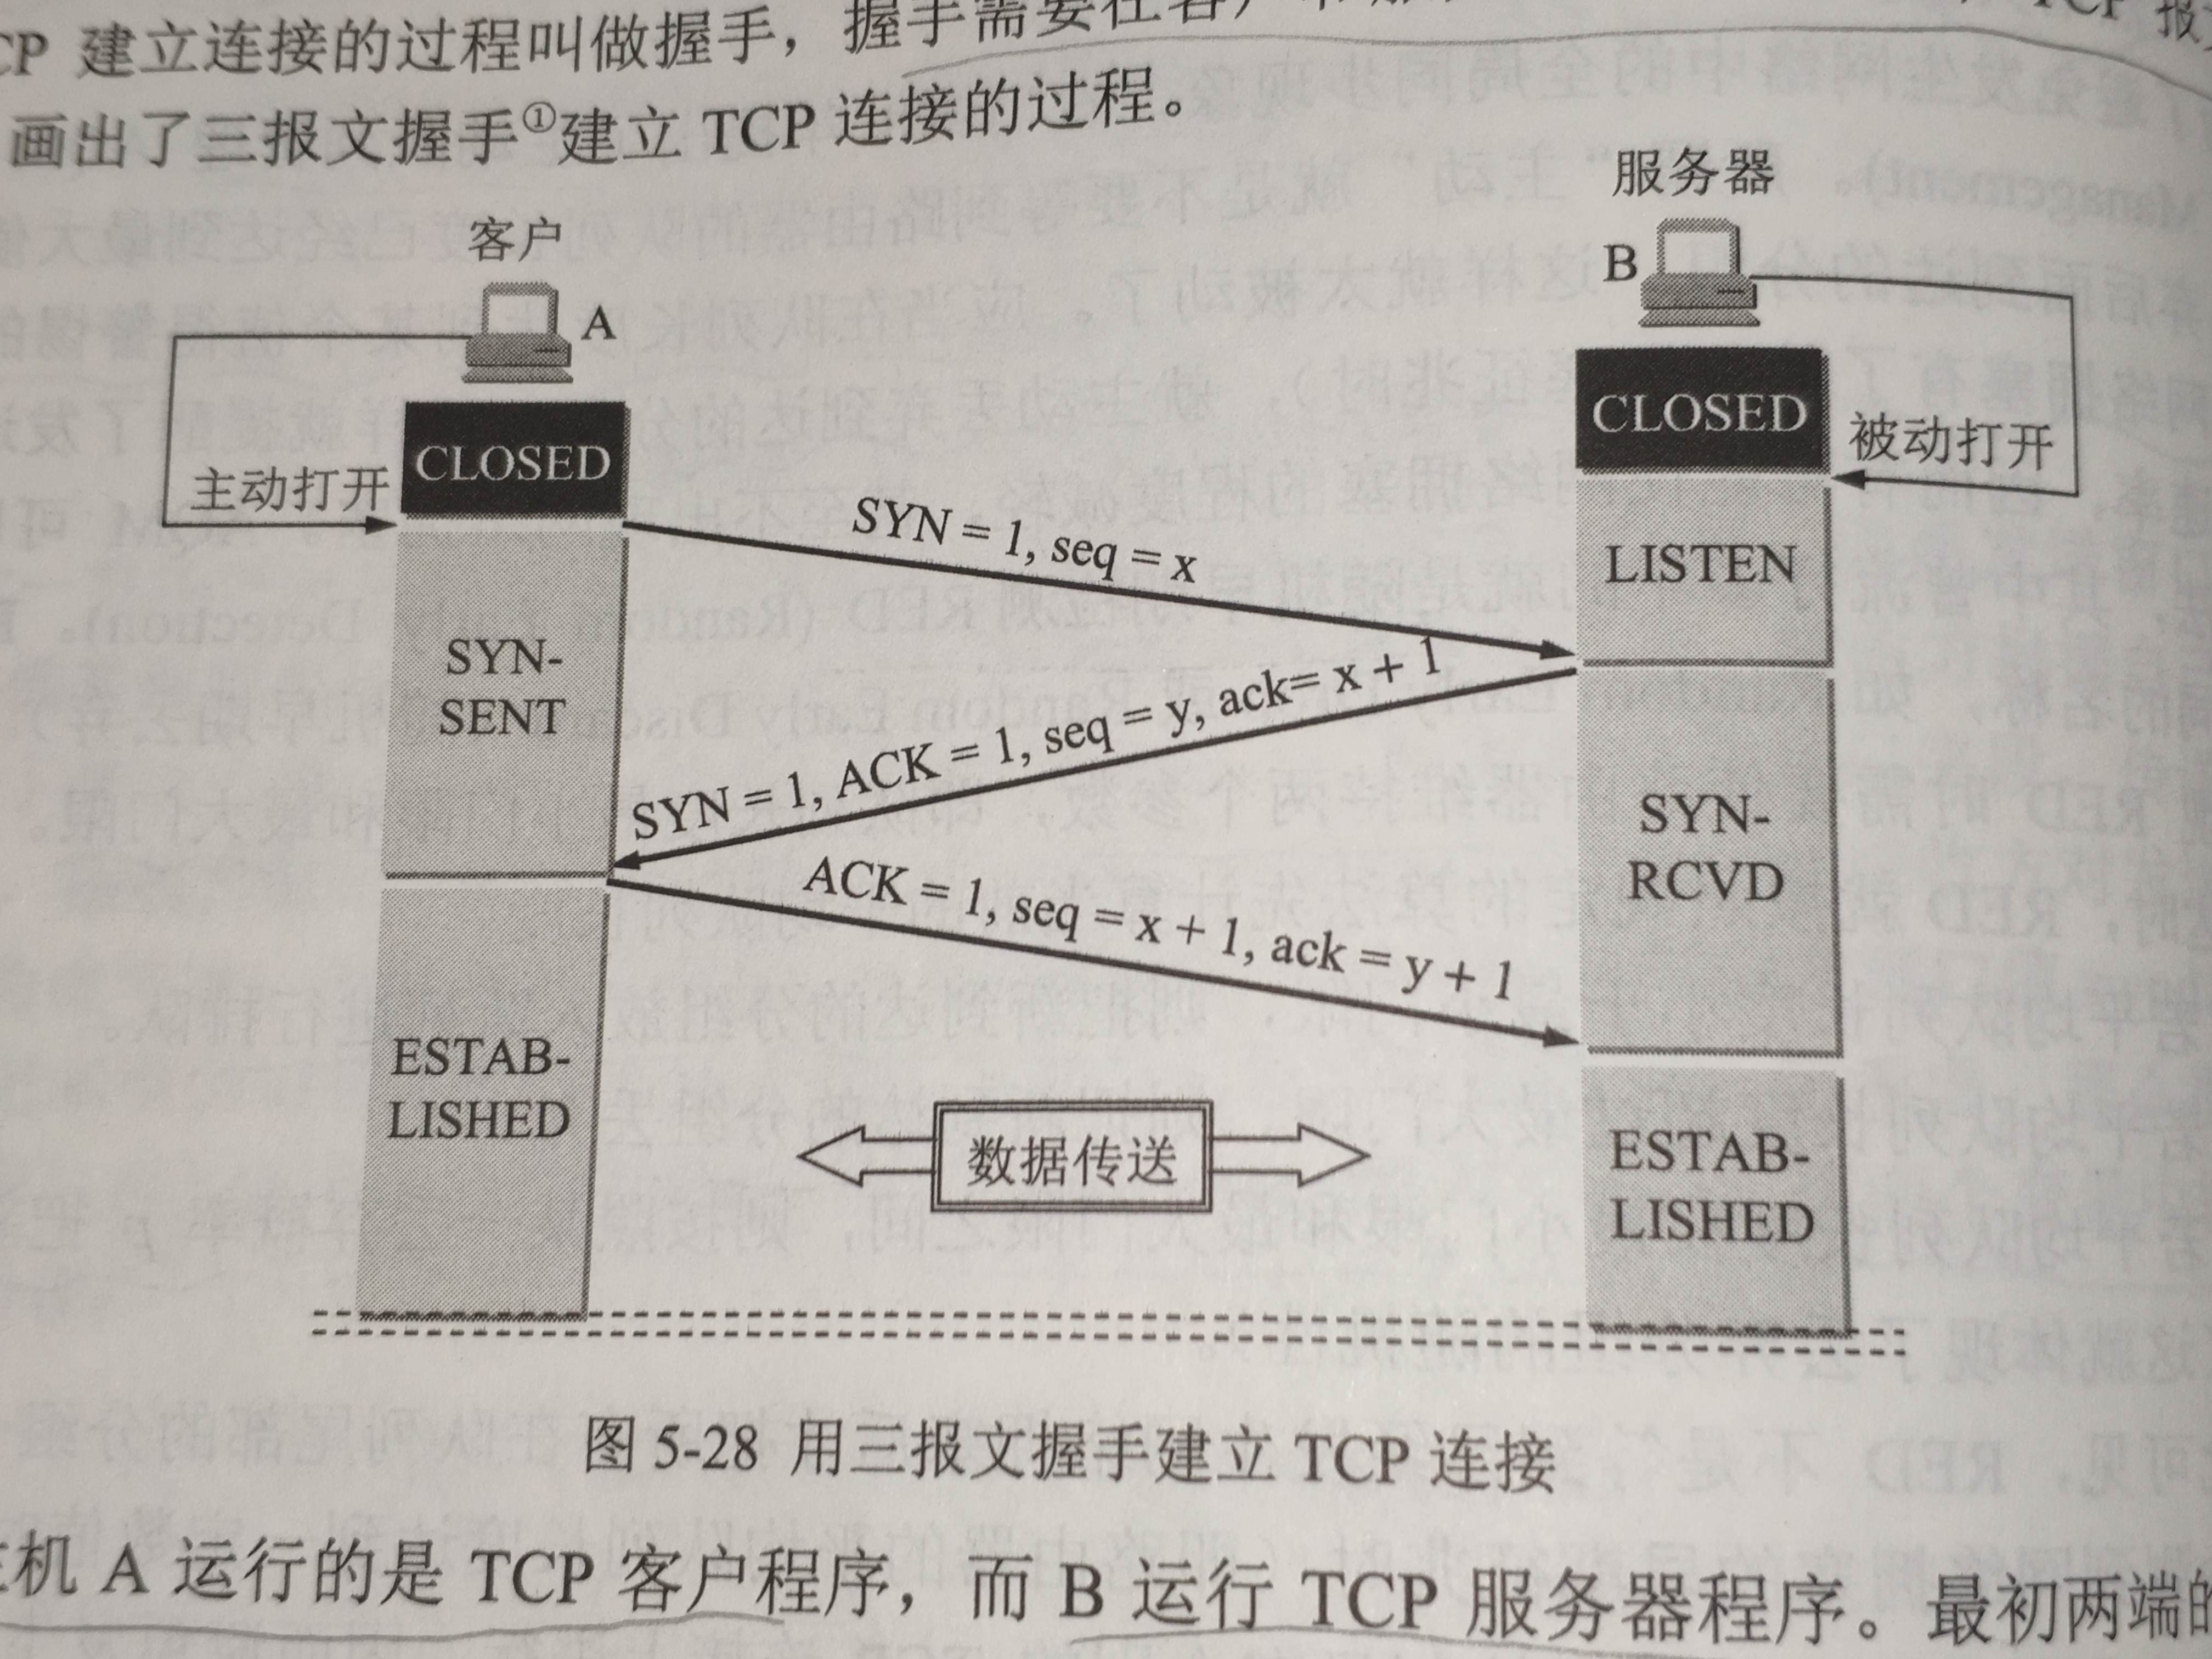 CP 建立连接的过程叫做握手，握手需要在客户和服 TCP 报
画出了三报文握手①建立 TCP 连接的过程。
服务器
客户
B
A
CLOSED
CLOSED
主动打开
被动打开
SYN = 1, seq = x
LISTEN
SYN-
SENT
SYN = 1, ACK = 1, seq = y, ack= x + 1
SYN-
RCVD
ACK = 1, seq = x + 1, ack = y + 1
ESTAB-
LISHED
数据传送
ESTAB-
LISHED
图 5-28 用三报文握手建立 TCP 连接
机 A 运行的是 TCP 客户程序，而 B 运行 TCP 服务器程序。最初两端的